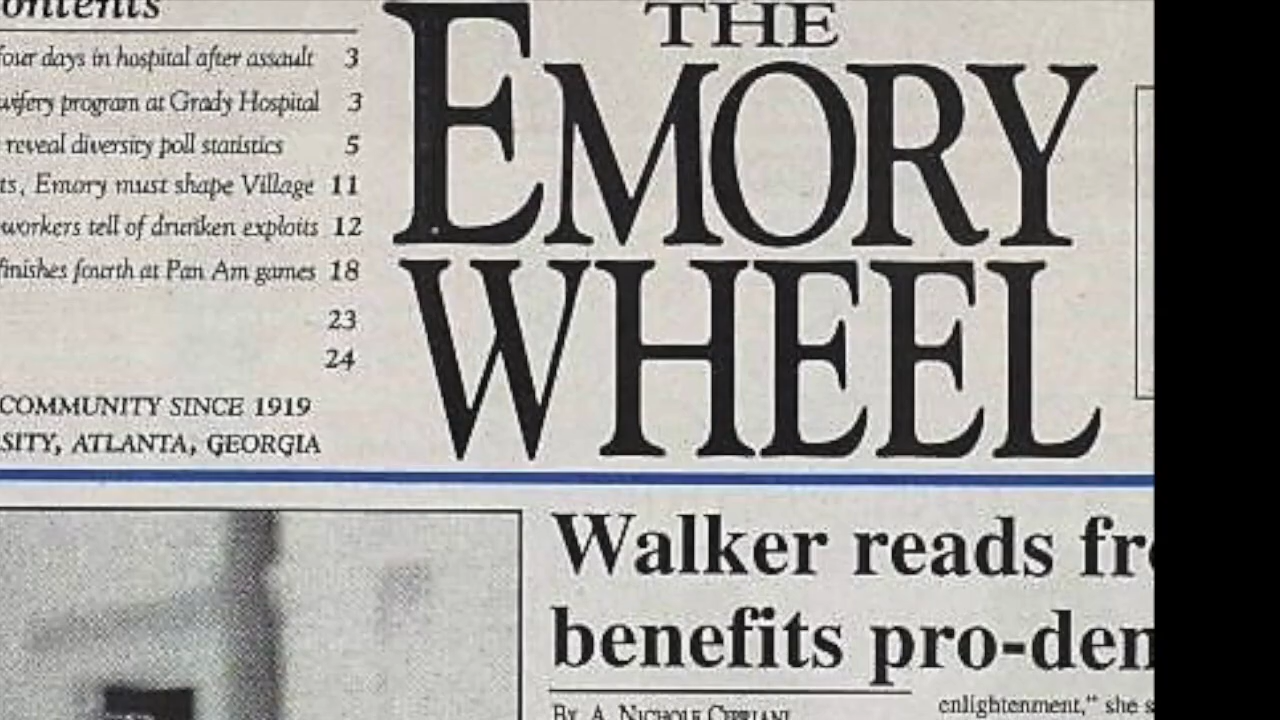 ontents
four days in hospital after assault 3
wifery program at Grady Hospital 3
reveal diversity poll statistics 5
ts, Emory must shape Village 11
workers tell of drunken exploits 12
finishes fourth at Pan Am games 18
23
24
COMMUNITY SINCE 1919
SITY, ATLANTA, GEORGIA
THE
EMORY
WHEEL
Walker reads fro
benefits pro-dem
BY A. NICHOLE CIPRIANI
enlightenment," she s